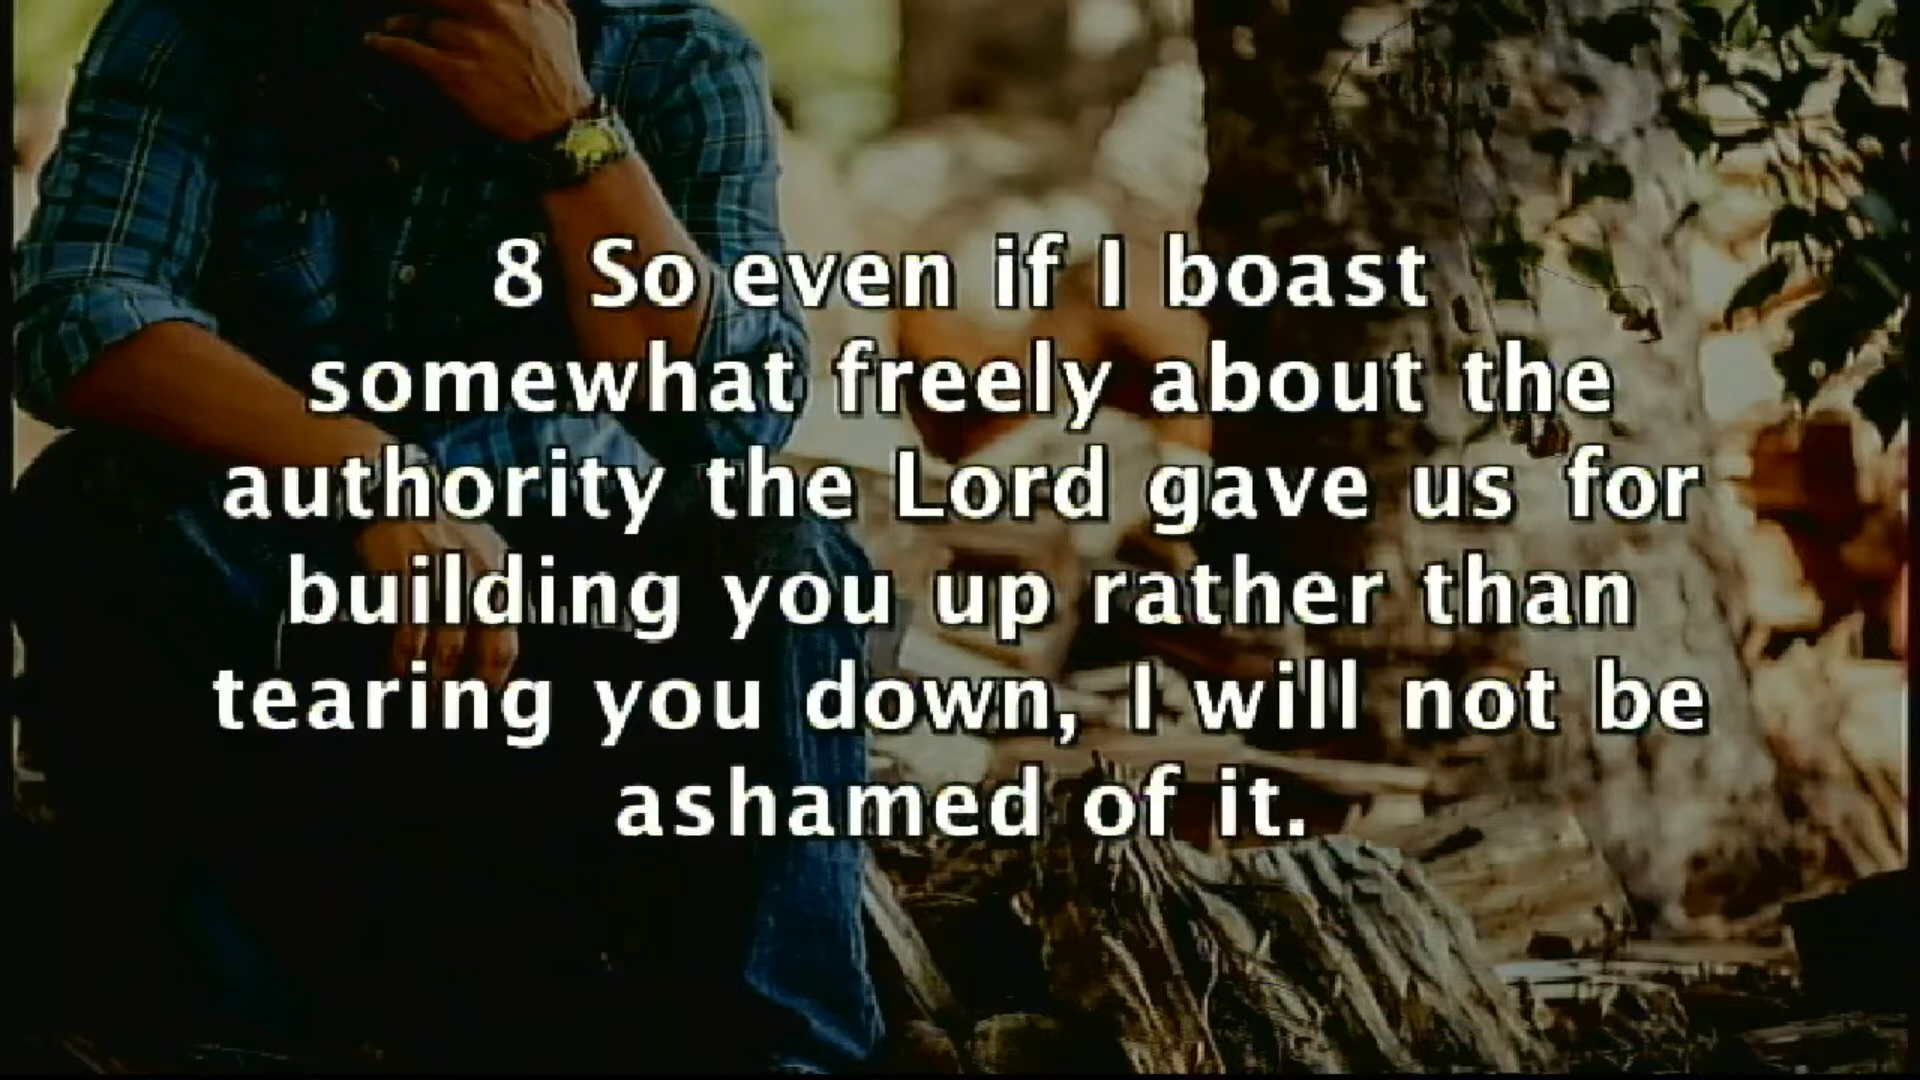 8 So even if I boast
somewhat freely about the
authority the Lord gave us for
building you up rather than
tearing you down, I will not be
ashamed of it.